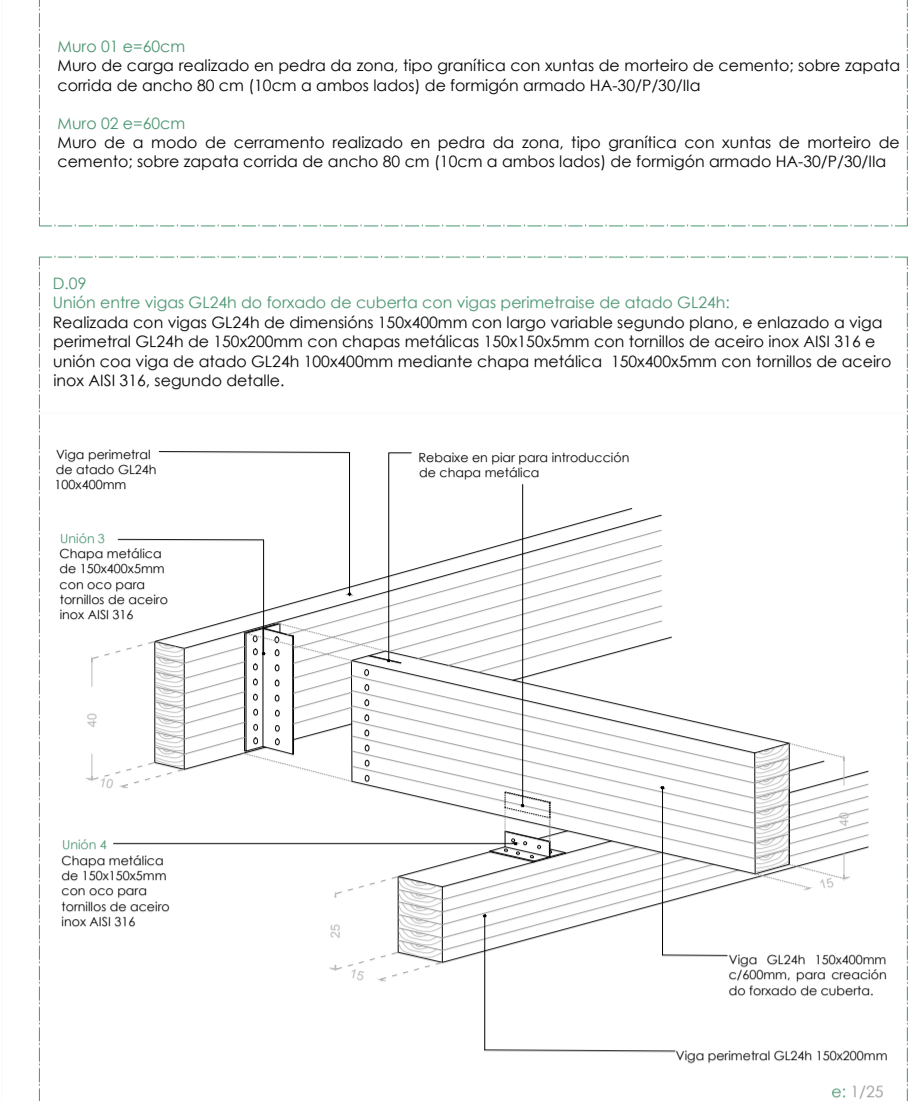 Muro 01 e=60cm
Muro de carga realizado en pedra da zona, tipo granítica con xuntas de morteiro de cemento; sobre zapata
corrida de ancho 80 cm (10cm a ambos lados) de formigón armado HA-30/P/30/IIa
Muro 02 e=60cm
Muro de a modo de cerramento realizado en pedra da zona, tipo granítica con xuntas de morteiro de
cemento; sobre zapata corrida de ancho 80 cm (10cm a ambos lados) de formigón armado HA-30/P/30/IIa
D.09
Unión entre vigas GL24h do forxado de cuberta con vigas perimetraise de atado GL24h:
Realizada con vigas GL24h de dimensións 150x400mm con largo variable segundo plano, e enlazado a viga
perimetral GL24h de 150x200mm con chapas metálicas 150x150x5mm con tornillos de aceiro inox AISI 316 e
unión coa viga de atado GL24h 100x400mm mediante chapa metálica 150x400x5mm con tornillos de aceiro
inox AISI 316, segundo detalle.
Viga perimetral
de atado GL24h
100x400mm
Rebaixe en piar para introducción
de chapa metálica
Unión 3
Chapa metálica
de 150x400x5mm
con oco para
tornillos de aceiro
inox AISI 316
40
10
40
15
Unión 4
Chapa metálica
de 150x150x5mm
con oco para
tornillos de aceiro
inox AISI 316
25
15
Viga GL24h 150x400mm
c/600mm, para creación
do forxado de cuberta.
Viga perimetral GL24h 150x200mm
e: 1/25